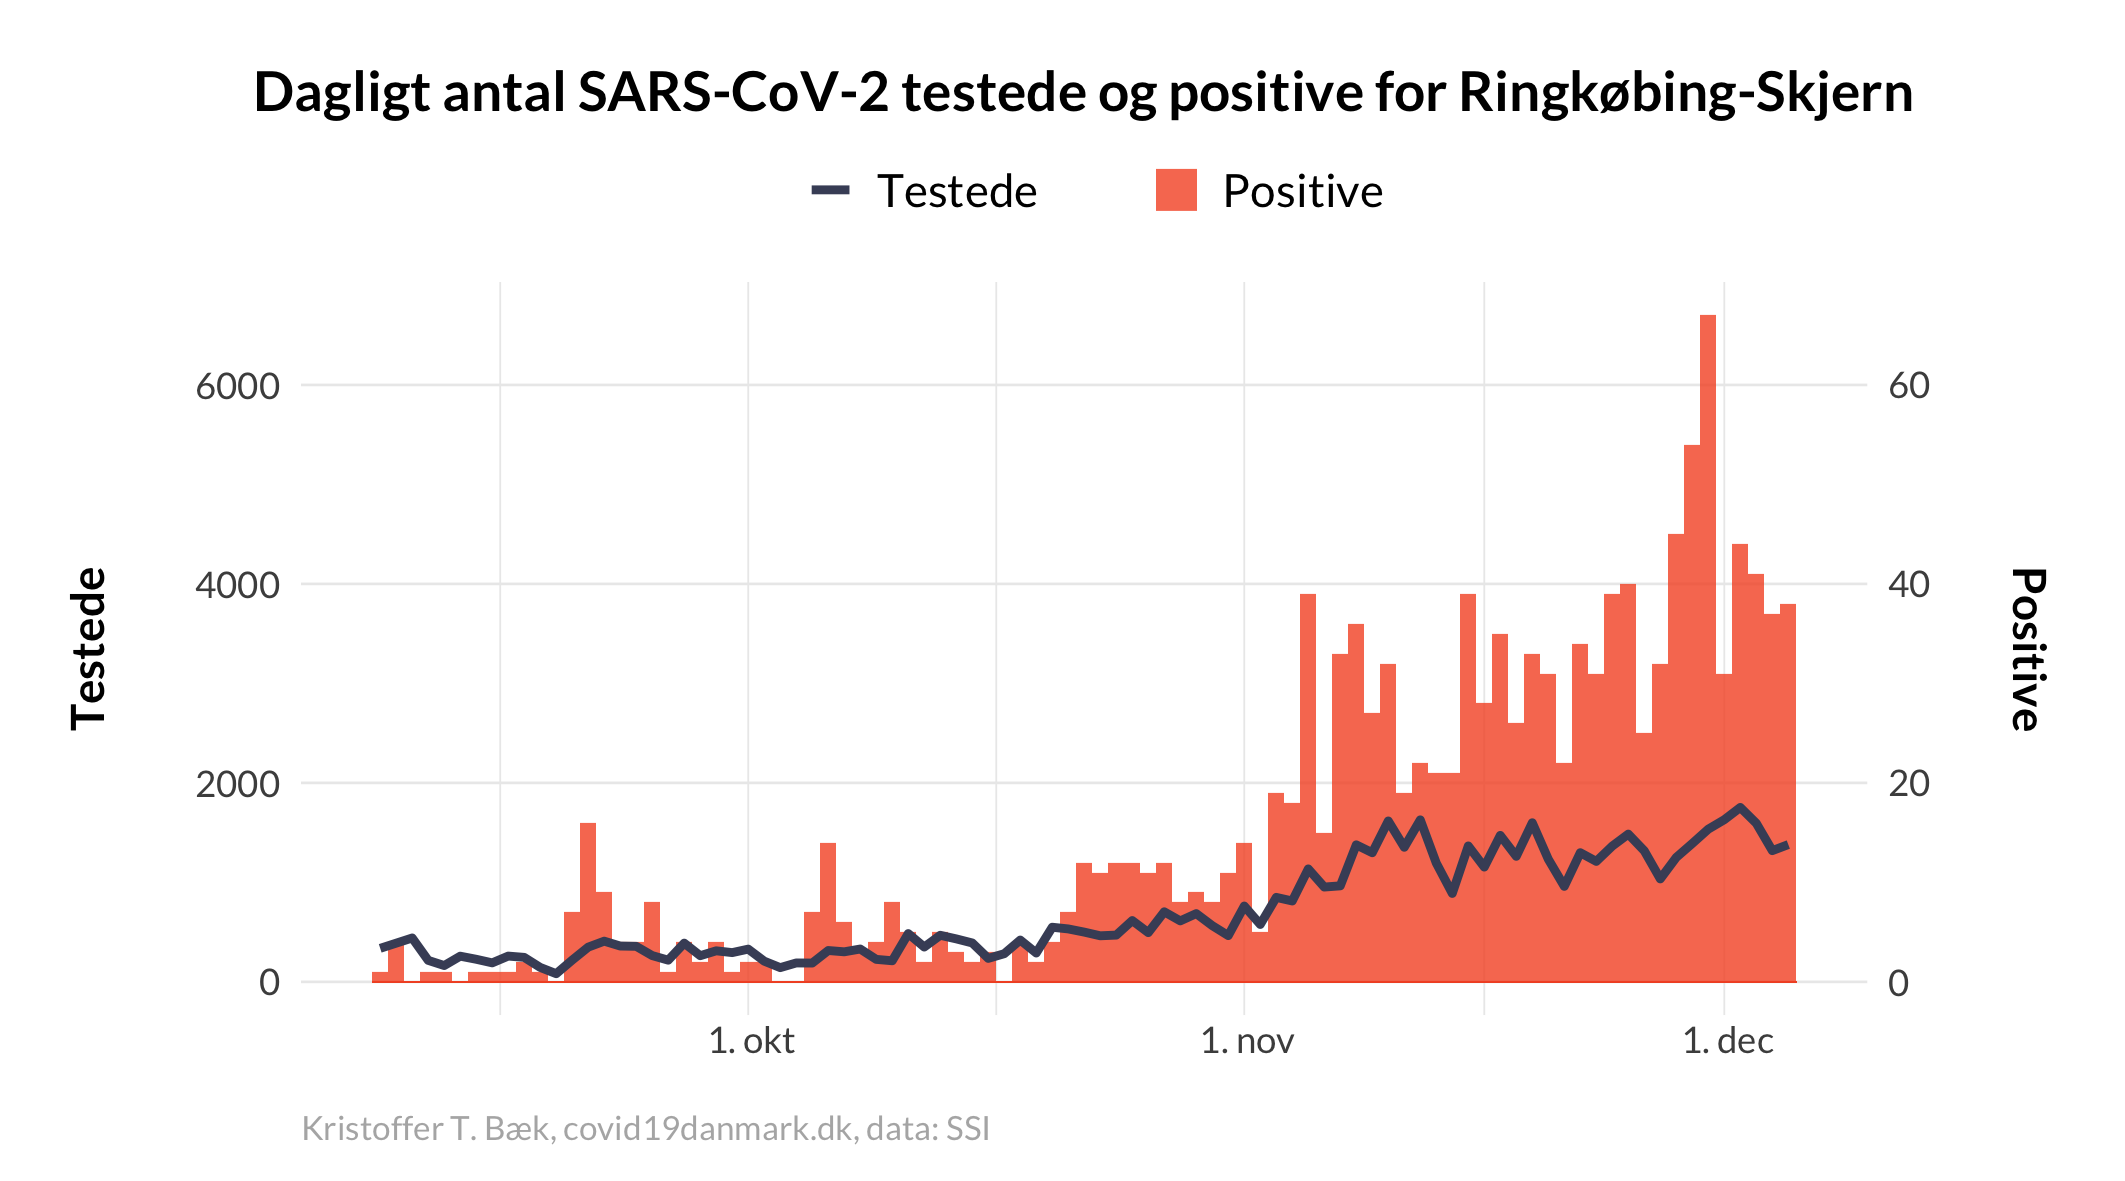 Dagligt antal SARS-CoV-2 testede og positive for Ringkøbing-Skjern
Testede
Positive
6000
4000
2000
0
Testede
60
40
20
0
Positive
1. okt
1. nov
1. dec
Kristoffer T. Bæk, covid19danmark.dk, data: SSI